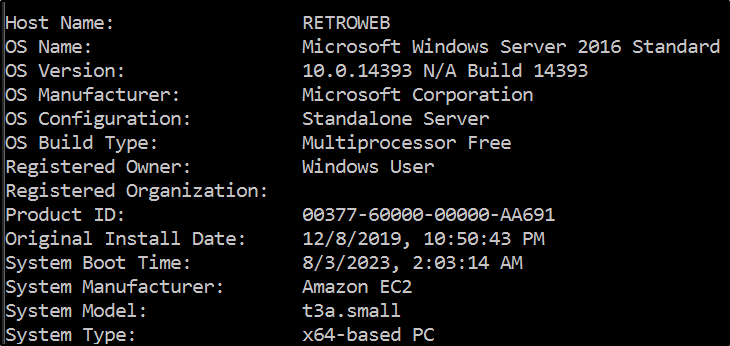 Host Name: RETROWEB
OS Name: Microsoft Windows Server 2016 Standard
OS Version: 10.0.14393 N/A Build 14393
OS Manufacturer: Microsoft Corporation
OS Configuration: Standalone Server
OS Build Type: Multiprocessor Free
Registered Owner: Windows User
Registered Organization:
Product ID: 00377-60000-00000-AA691
Original Install Date: 12/8/2019, 10:50:43 PM
System Boot Time: 8/3/2023, 2:03:14 AM
System Manufacturer: Amazon EC2
System Model: t3a.small
System Type: x64-based PC